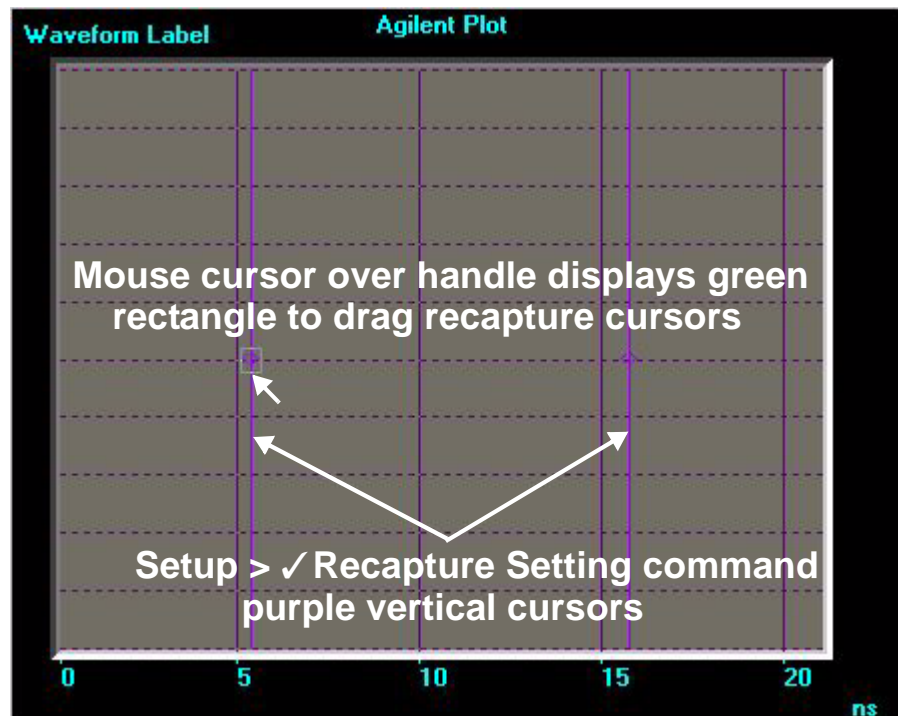 Agilent Plot
Waveform Label
Mouse cursor over handle displays green
rectangle to drag recapture cursors
Setup > ✓Recapture Setting command
purple vertical cursors
0 5 10 15 20
ns